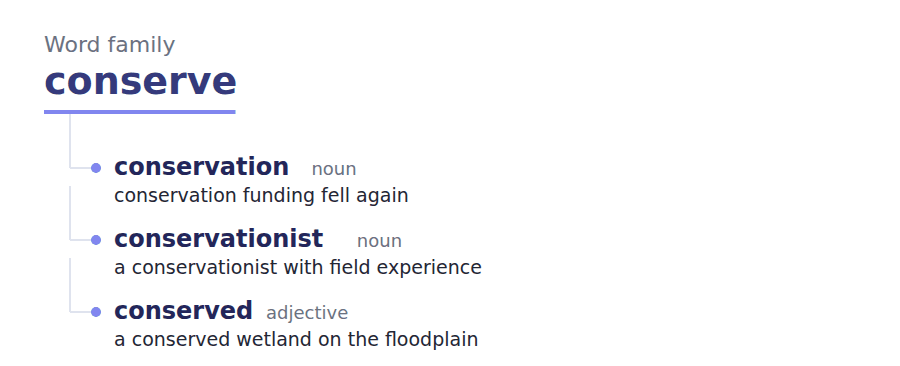 Word family
conserve
conservation noun
conservation funding fell again
conservationist noun
a conservationist with field experience
conserved adjective
a conserved wetland on the floodplain